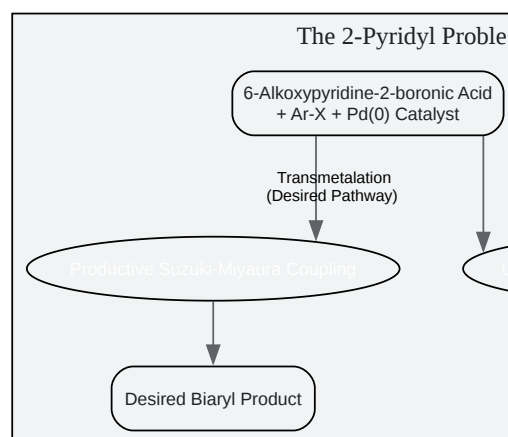 The 2-Pyridyl Proble
6-Alkoxypyridine-2-boronic Acid
+ Ar-X + Pd(0) Catalyst
Transmetalation
(Desired Pathway)
Productive Suzuki-Miyaura Coupling
U
Desired Biaryl Product